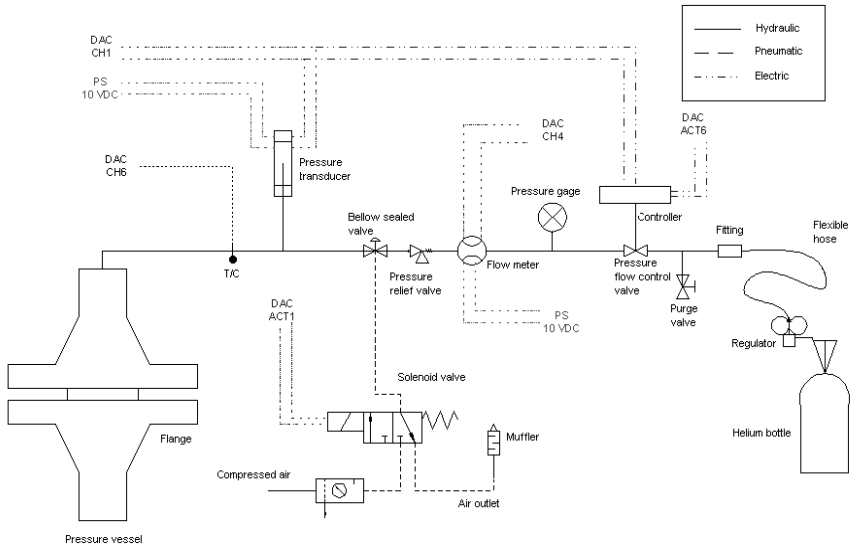 DAC
CH1
PS
10 VDC
DAC
CH6
Pressure
transducer
Bellow sealed
valve
T/C
DAC
CH4
Pressure gage
Hydraulic
Pneumatic
Electric
DAC
ACT6
Controller
Fitting
Flexible
hose
Pressure
relief valve
Flow meter
Pressure
flow control
valve
Purge
valve
DAC
ACT1
PS
10 VDC
Regulator
Solenoid valve
Flange
Muffler
Helium bottle
Compressed air
Air outlet
Pressure vessel